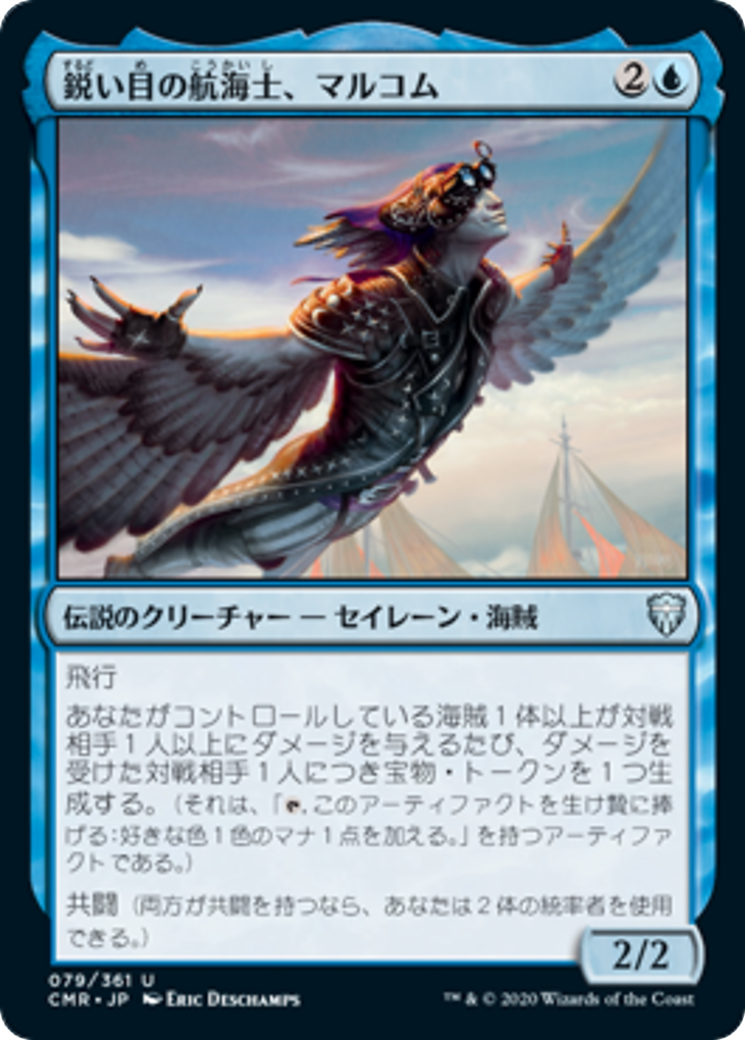 鋭い目の航海士、マルコム
するど め こうかいし
2
伝説のクリーチャー — セイレーン・海賊
飛行
あなたがコントロールしている海賊１体以上が対戦
相手１人以上にダメージを与えるたび、ダメージを
受けた対戦相手１人につき宝物・トークンを１つ生
成する。（それは、「　,このアーティファクトを生け贄に捧
げる：好きな色１色のマナ１点を加える。」を持つアーティファ
クトである。）
共闘（両方が共闘を持つなら、あなたは２体の統率者を使用
できる。）
2/2
079/361 U
CMR • JP Eric Deschamps
™ & © 2020 Wizards of the Coast